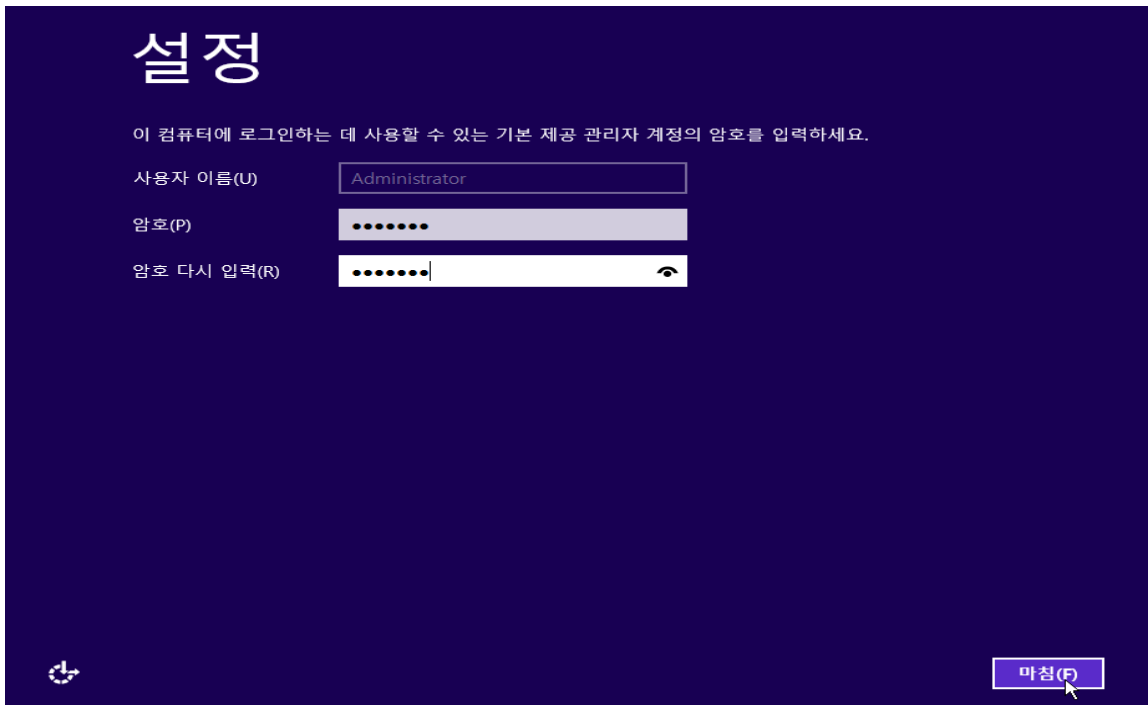 설정
이 컴퓨터에 로그인하는 데 사용할 수 있는 기본 제공 관리자 계정의 암호를 입력하세요.
사용자 이름(U) Administrator
암호(P) •••••••
암호 다시 입력(R) •••••••
마침(F)